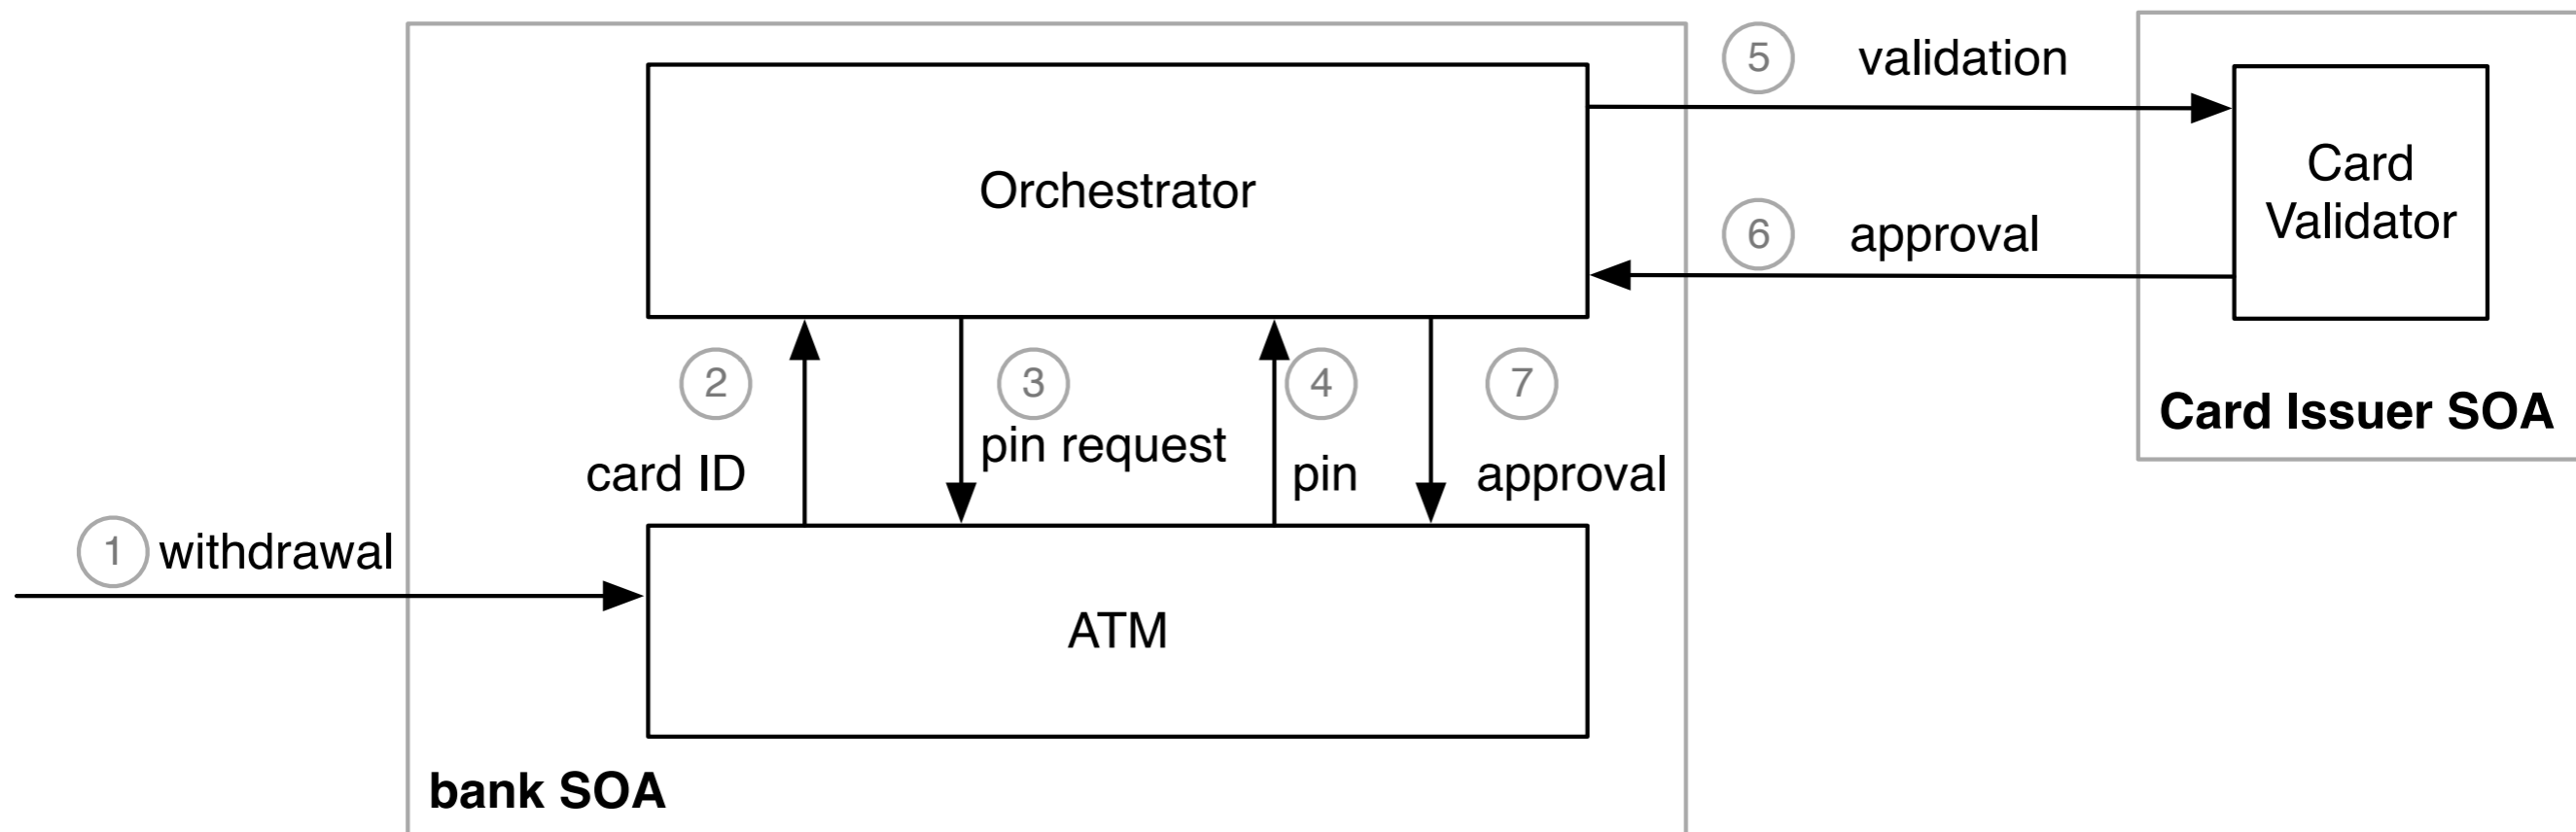 5 validation
Orchestrator
Card
Validator
6 approval
Card Issuer SOA
2
3
4
7
card ID
pin request
pin
approval
1 withdrawal
ATM
bank SOA